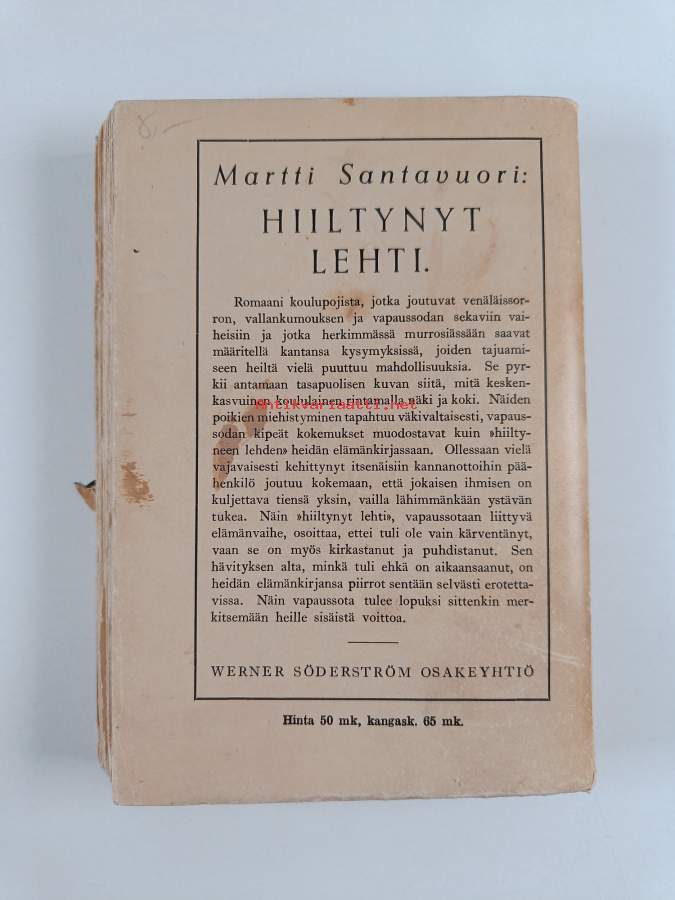 8,—
Martti Santavuori:
HIILTYNYT
LEHTI.
Romaani koulupojista, jotka joutuvat venäläissor-
ron, vallankumouksen ja vapaussodan sekaviin vai-
heisiin ja jotka herkimmässä murrosiässään saavat
määritellä kantansa kysymyksissä, joiden tajuami-
seen heiltä vielä puuttuu mahdollisuuksia. Se pyr-
kii antamaan tasapuolisen kuvan siitä, mitä kesken-
kasvuinen koululainen rintamalla näki ja koki. Näiden
Antikvariaatti.net
poikien miehistyminen tapahtuu väkivaltaisesti, vapaus-
sodan kipeät kokemukset muodostavat kuin »hiilty-
neen lehden» heidän elämänkirjassaan. Ollessaan vielä
vajavaisesti kehittynyt itsenäisiin kannanottoihin pää-
henkilö joutuu kokemaan, että jokaisen ihmisen on
kuljettava tiensä yksin, vailla lähimmänkään ystävän
tukea. Näin »hiiltynyt lehti», vapaussotaan liittyvä
elämänvaihe, osoittaa, ettei tuli ole vain kärventänyt,
vaan se on myös kirkastanut ja puhdistanut. Sen
hävityksen alta, minkä tuli ehkä on aikaansaanut, on
heidän elämänkirjansa piirrot sentään selvästi erotetta-
vissa. Näin vapaussota tulee lopuksi sittenkin mer-
kitsemään heille sisäistä voittoa.
WERNER SÖDERSTRÖM OSAKEYHTIÖ
Hinta 50 mk, kangask. 65 mk.